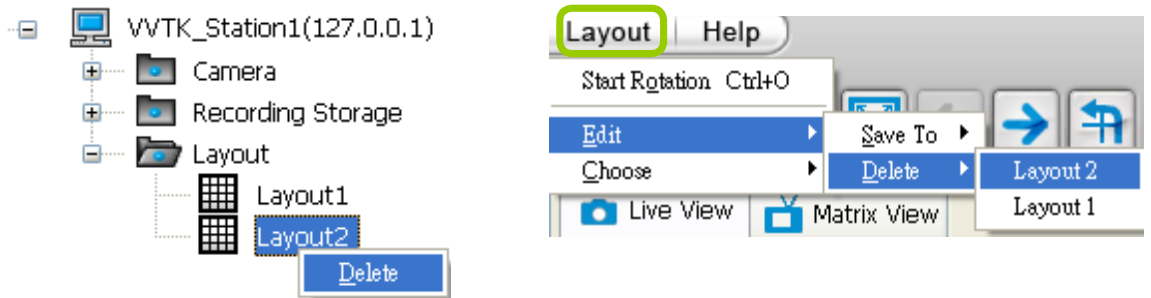 VVTK_Station1(127.0.0.1)
Camera
Recording Storage
Layout
Layout1
Layout2
Delete
Layout Help
Start Rotation Ctrl+O
Edit
Choose
Save To
Delete
Layout 2
Layout 1
Live View
Matrix View